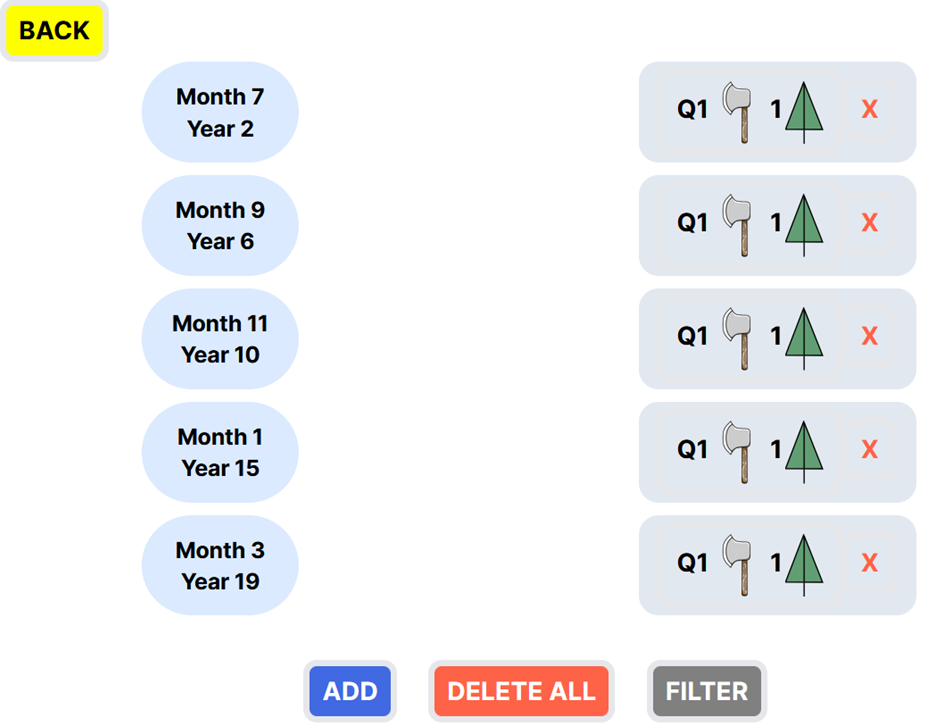 BACK
Month 7
Year 2
Q1 1 X
Month 9
Year 6
Q1 1 X
Month 11
Year 10
Q1 1 X
Month 1
Year 15
Q1 1 X
Month 3
Year 19
Q1 1 X
ADD DELETE ALL FILTER